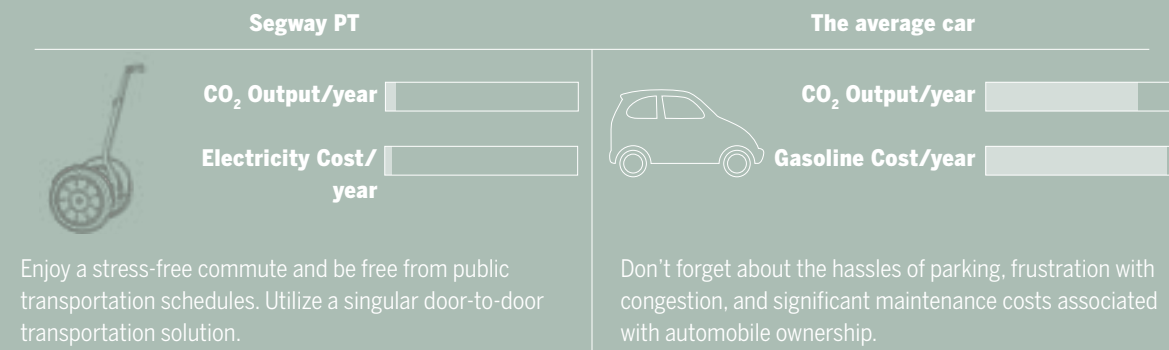 Segway PT
CO₂ Output/year
Electricity Cost/
year
Enjoy a stress-free commute and be free from public
transportation schedules. Utilize a singular door-to-door
transportation solution.
The average car
CO₂ Output/year
Gasoline Cost/year
Don't forget about the hassles of parking, frustration with
congestion, and significant maintenance costs associated
with automobile ownership.